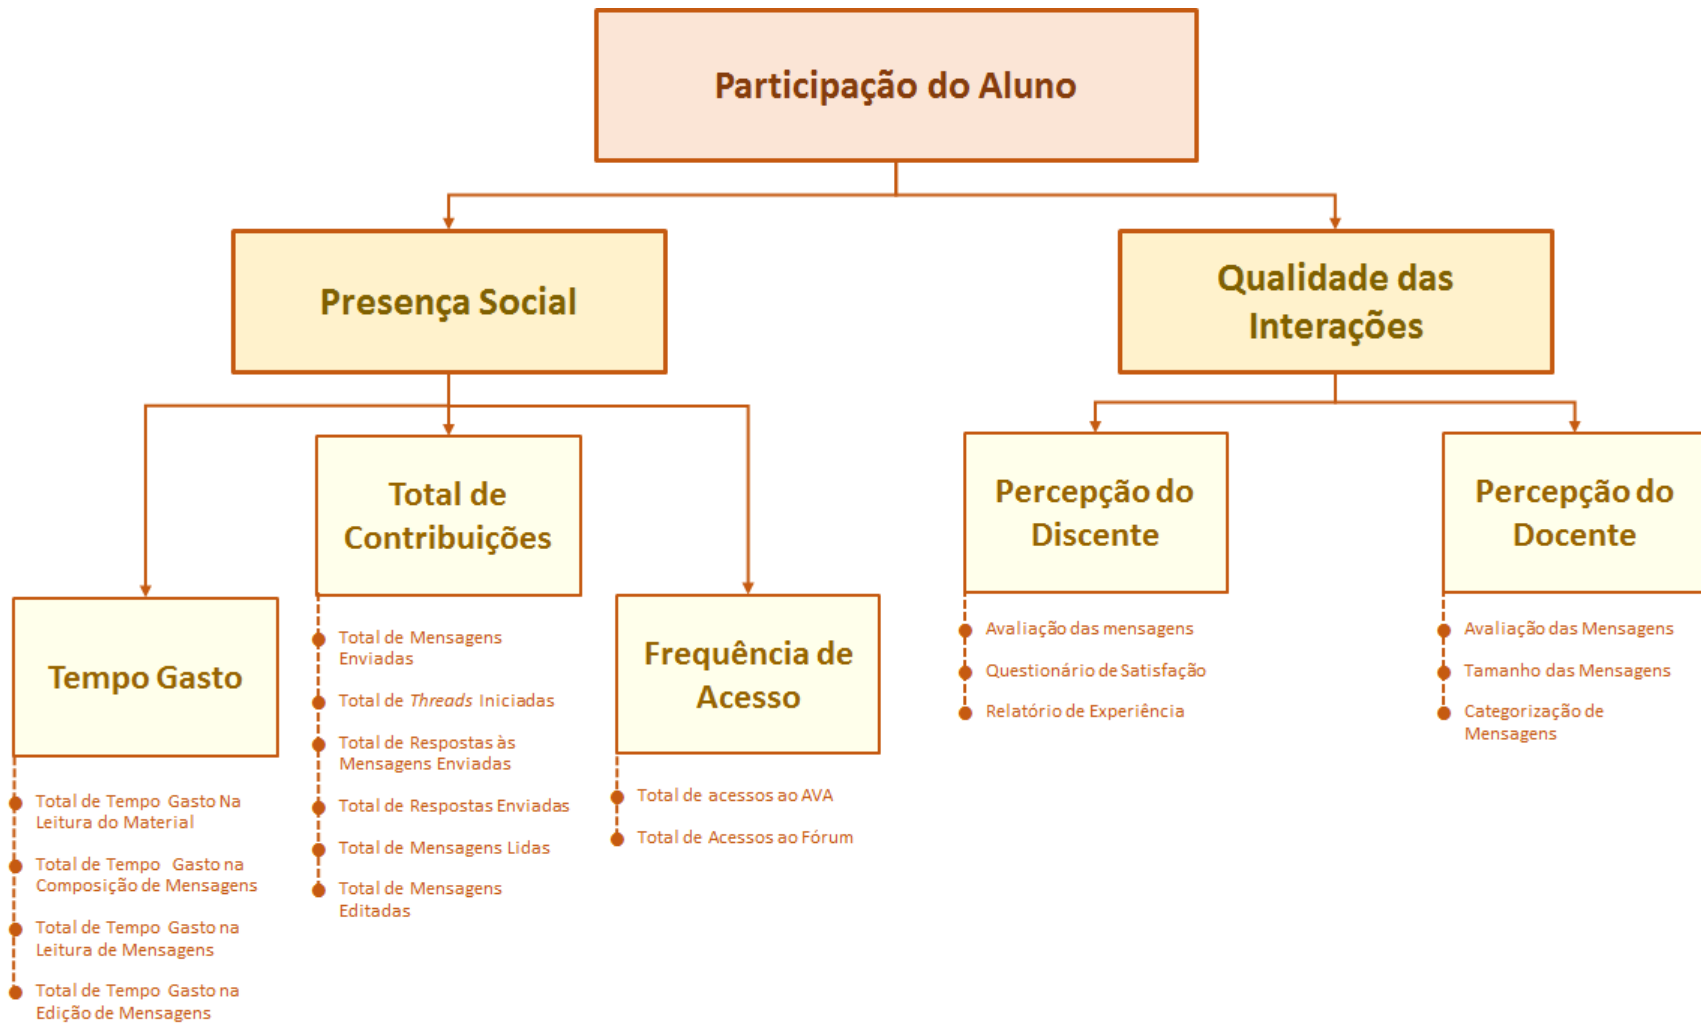 Participação do Aluno
Presença Social
Qualidade das
Interações
Tempo Gasto
Total de Tempo Gasto Na
Leitura do Material
Total de Tempo Gasto na
Composição de Mensagens
Total de Tempo Gasto na
Leitura de Mensagens
Total de Tempo Gasto na
Edição de Mensagens
Total de
Contribuições
Total de Mensagens
Enviadas
Total de Threads Iniciadas
Total de Respostas às
Mensagens Enviadas
Total de Respostas Enviadas
Total de Mensagens Lidas
Total de Mensagens
Editadas
Frequência de
Acesso
Total de acessos ao AVA
Total de Acessos ao Fórum
Percepção do
Discente
Avaliação das mensagens
Questionário de Satisfação
Relatório de Experiência
Percepção do
Docente
Avaliação das Mensagens
Tamanho das Mensagens
Categorização de
Mensagens